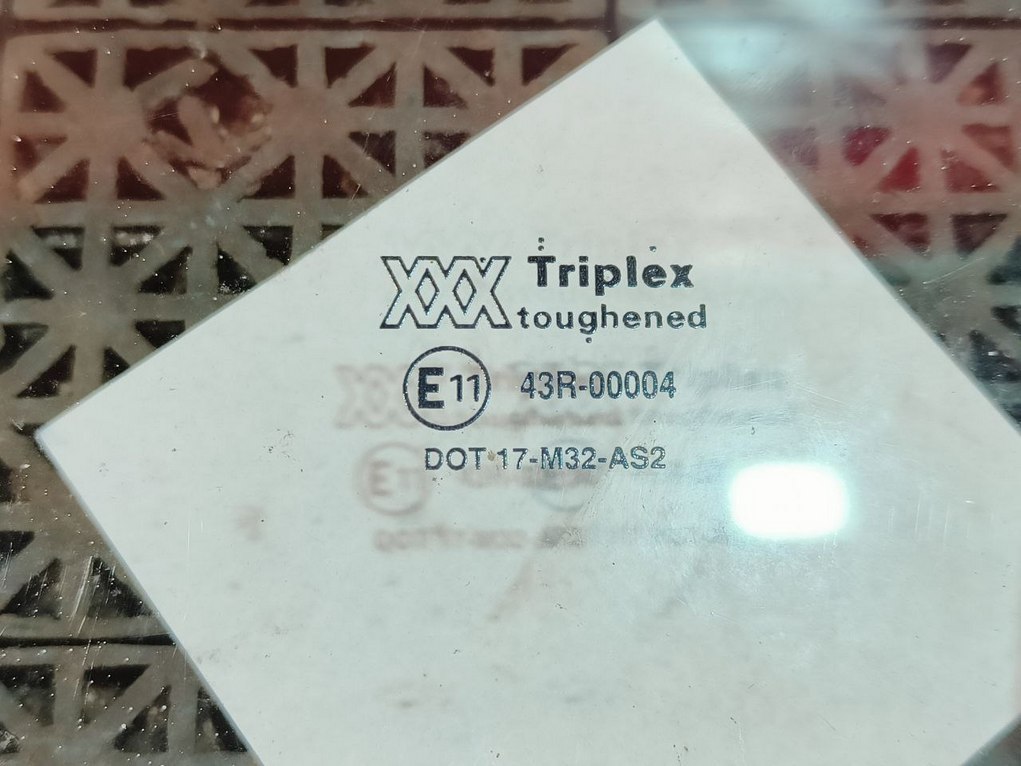 XXX Triplex
toughened
E11 43R-00004
DOT 17-M32-AS2